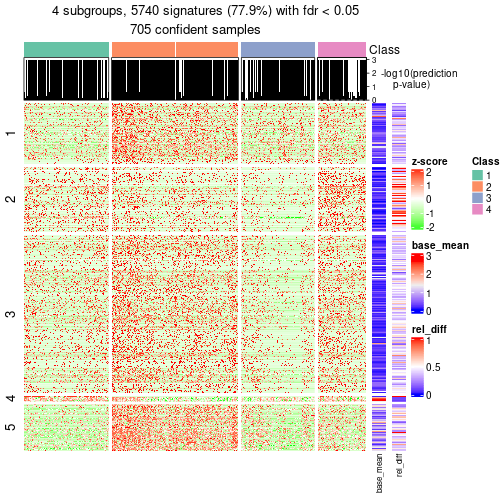 4 subgroups, 5740 signatures (77.9%) with fdr < 0.05
705 confident samples
Class
3
2
1
0
-log10(prediction
p-value)
1
2
3
4
5
z-score
2
1
0
-1
-2
Class
1
2
3
4
base_mean
3
2
1
0
rel_diff
1
0.5
0
base_mean
rel_diff